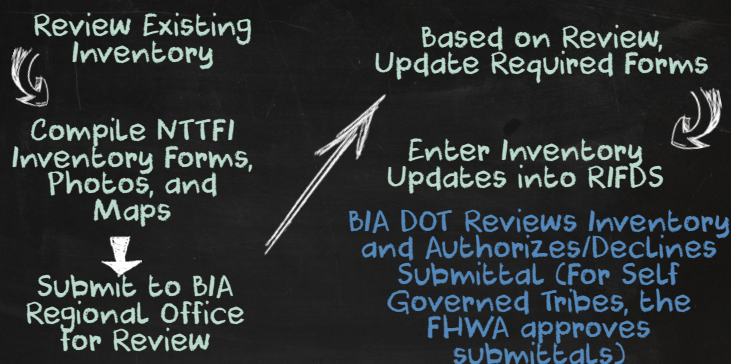 Review Existing
Inventory
Compile NTTFI
Inventory Forms,
Photos, and
Maps
Submit to BIA
Regional Office
for Review
Based on Review,
Update Required Forms
Enter Inventory
Updates into RIFDS
BIA DOT Reviews Inventory
and Authorizes/Declines
Submittal (For Self
Governed Tribes, the
FHWA approves
submittals)